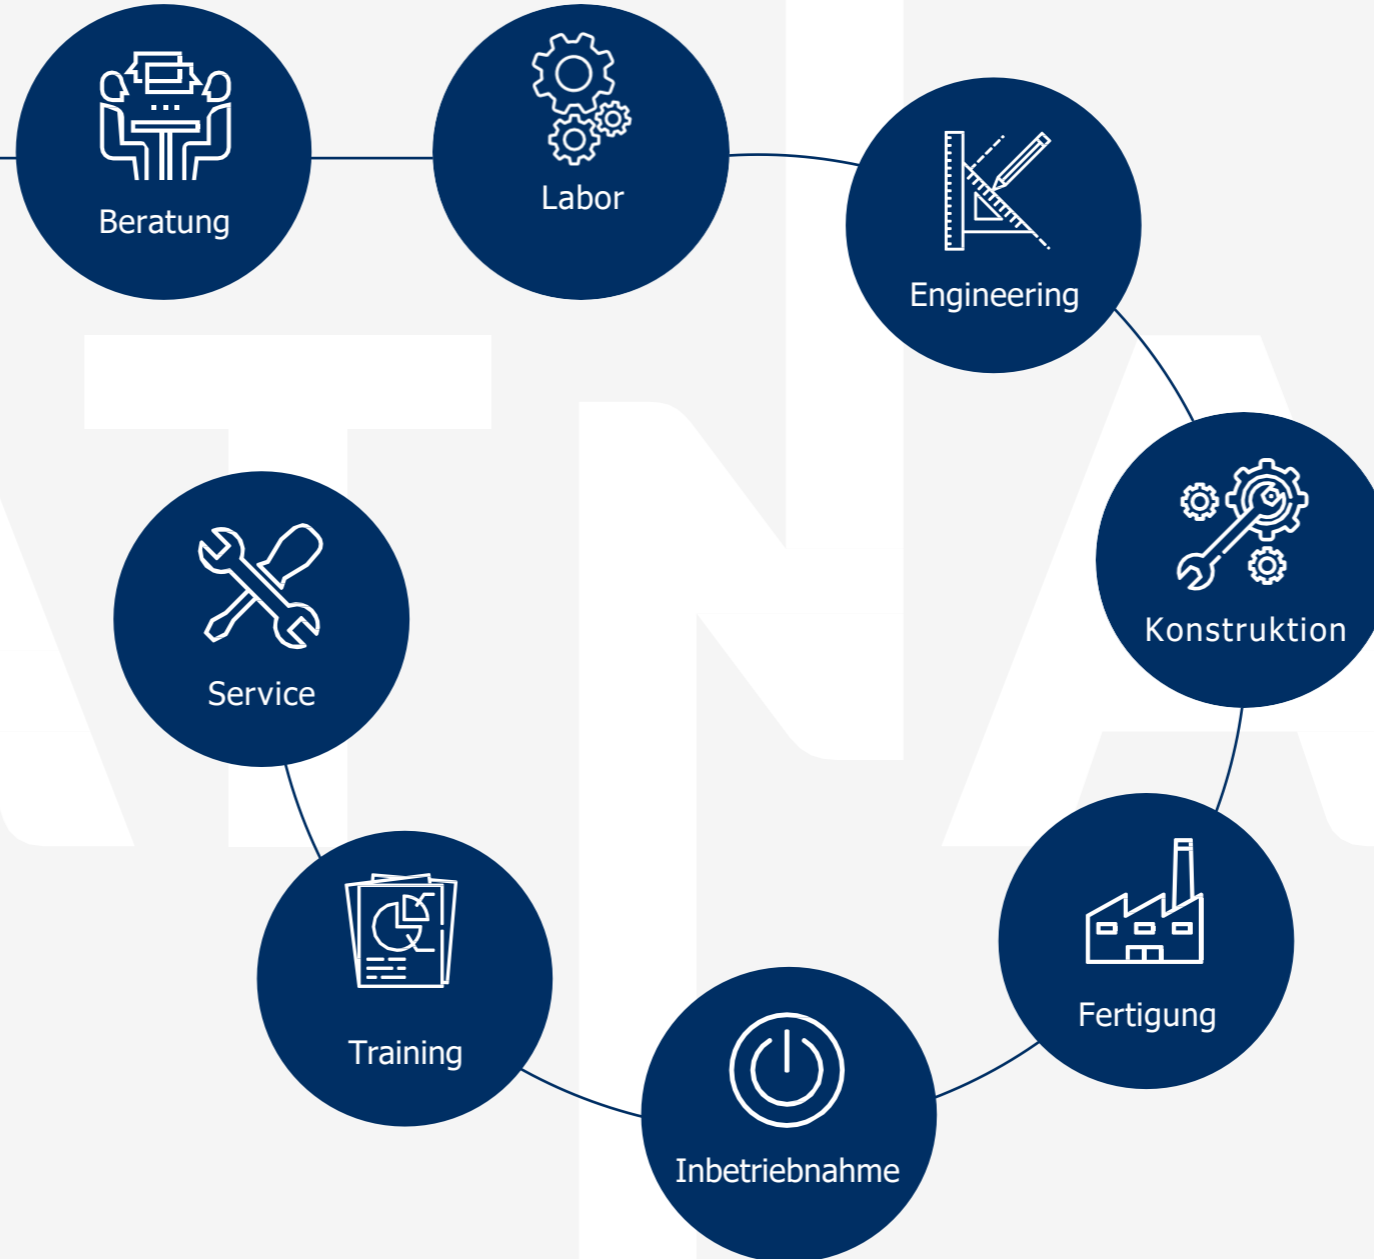 Beratung
Labor
Engineering
Konstruktion
Fertigung
Inbetriebnahme
Training
Service